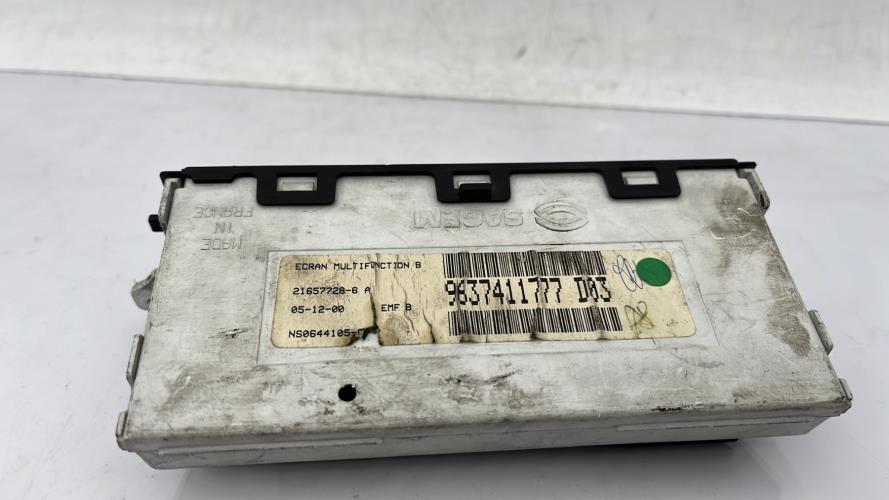 SAGEM
MADE
IN
FRANCE
ECRAN MULTIFONCTION B
21657728-6 A
05-12-00 EMF B
9637411777 D03